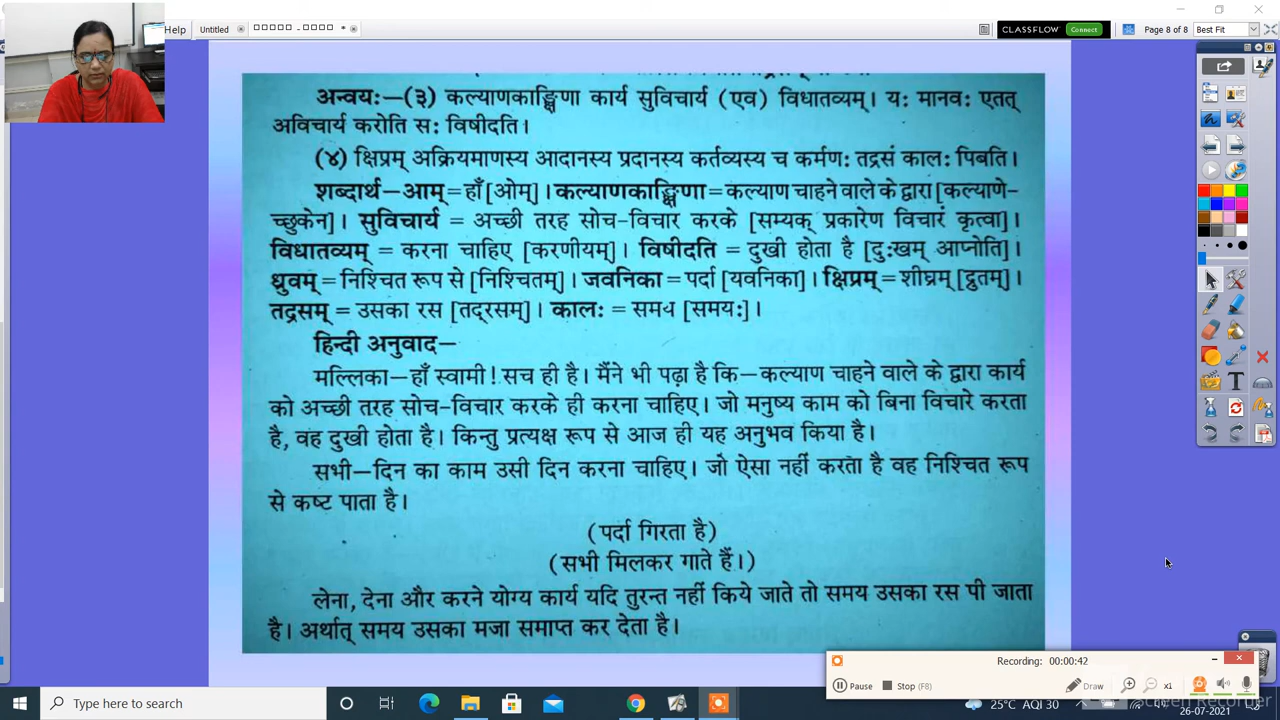 Help
Untitled
CLASSFLOW Connect
Page 8 of 8
Best Fit
अन्वयः—(३) कल्याणकाङ्क्षिणा कार्य सुविचार्य (एव) विधातव्यम्। यः मानवः एतत्
अविचार्य करोति सः विषीदति।
(४) क्षिप्रम् अक्रियमाणस्य आदानस्य प्रदानस्य कर्तव्यस्य च कर्मणः तद्रसं कालः पिबति।
शब्दार्थ—आम् = हाँ [ओम्]। कल्याणकाङ्क्षिणा = कल्याण चाहने वाले के द्वारा [कल्याणे-
च्छुकेन]। सुविचार्य = अच्छी तरह सोच-विचार करके [सम्यक् प्रकारेण विचारं कृत्वा]।
विधातव्यम् = करना चाहिए [करणीयम्]। विषीदति = दुखी होता है [दुःखम् आप्नोति]।
ध्रुवम् = निश्चित रूप से [निश्चितम्]। जवनिका = पर्दा [यवनिका]। क्षिप्रम् = शीघ्रम् [द्रुतम्]।
तद्रसम् = उसका रस [तद्रसम्]। कालः = समय [समयः]।
हिन्दी अनुवाद—
मल्लिका—हाँ स्वामी! सच ही है। मैंने भी पढ़ा है कि—कल्याण चाहने वाले के द्वारा कार्य
को अच्छी तरह सोच-विचार करके ही करना चाहिए। जो मनुष्य काम को बिना विचारे करता
है, वह दुखी होता है। किन्तु प्रत्यक्ष रूप से आज ही यह अनुभव किया है।
सभी—दिन का काम उसी दिन करना चाहिए। जो ऐसा नहीं करता है वह निश्चित रूप
से कष्ट पाता है।
(पर्दा गिरता है)
(सभी मिलकर गाते हैं।)
लेना, देना और करने योग्य कार्य यदि तुरन्त नहीं किये जाते तो समय उसका रस पी जाता
है। अर्थात् समय उसका मजा समाप्त कर देता है।
Recording: 00:00:42
Pause
Stop (F8)
Draw
x1
Type here to search
25°C AQI 30
26-07-2021
Screen Recorder